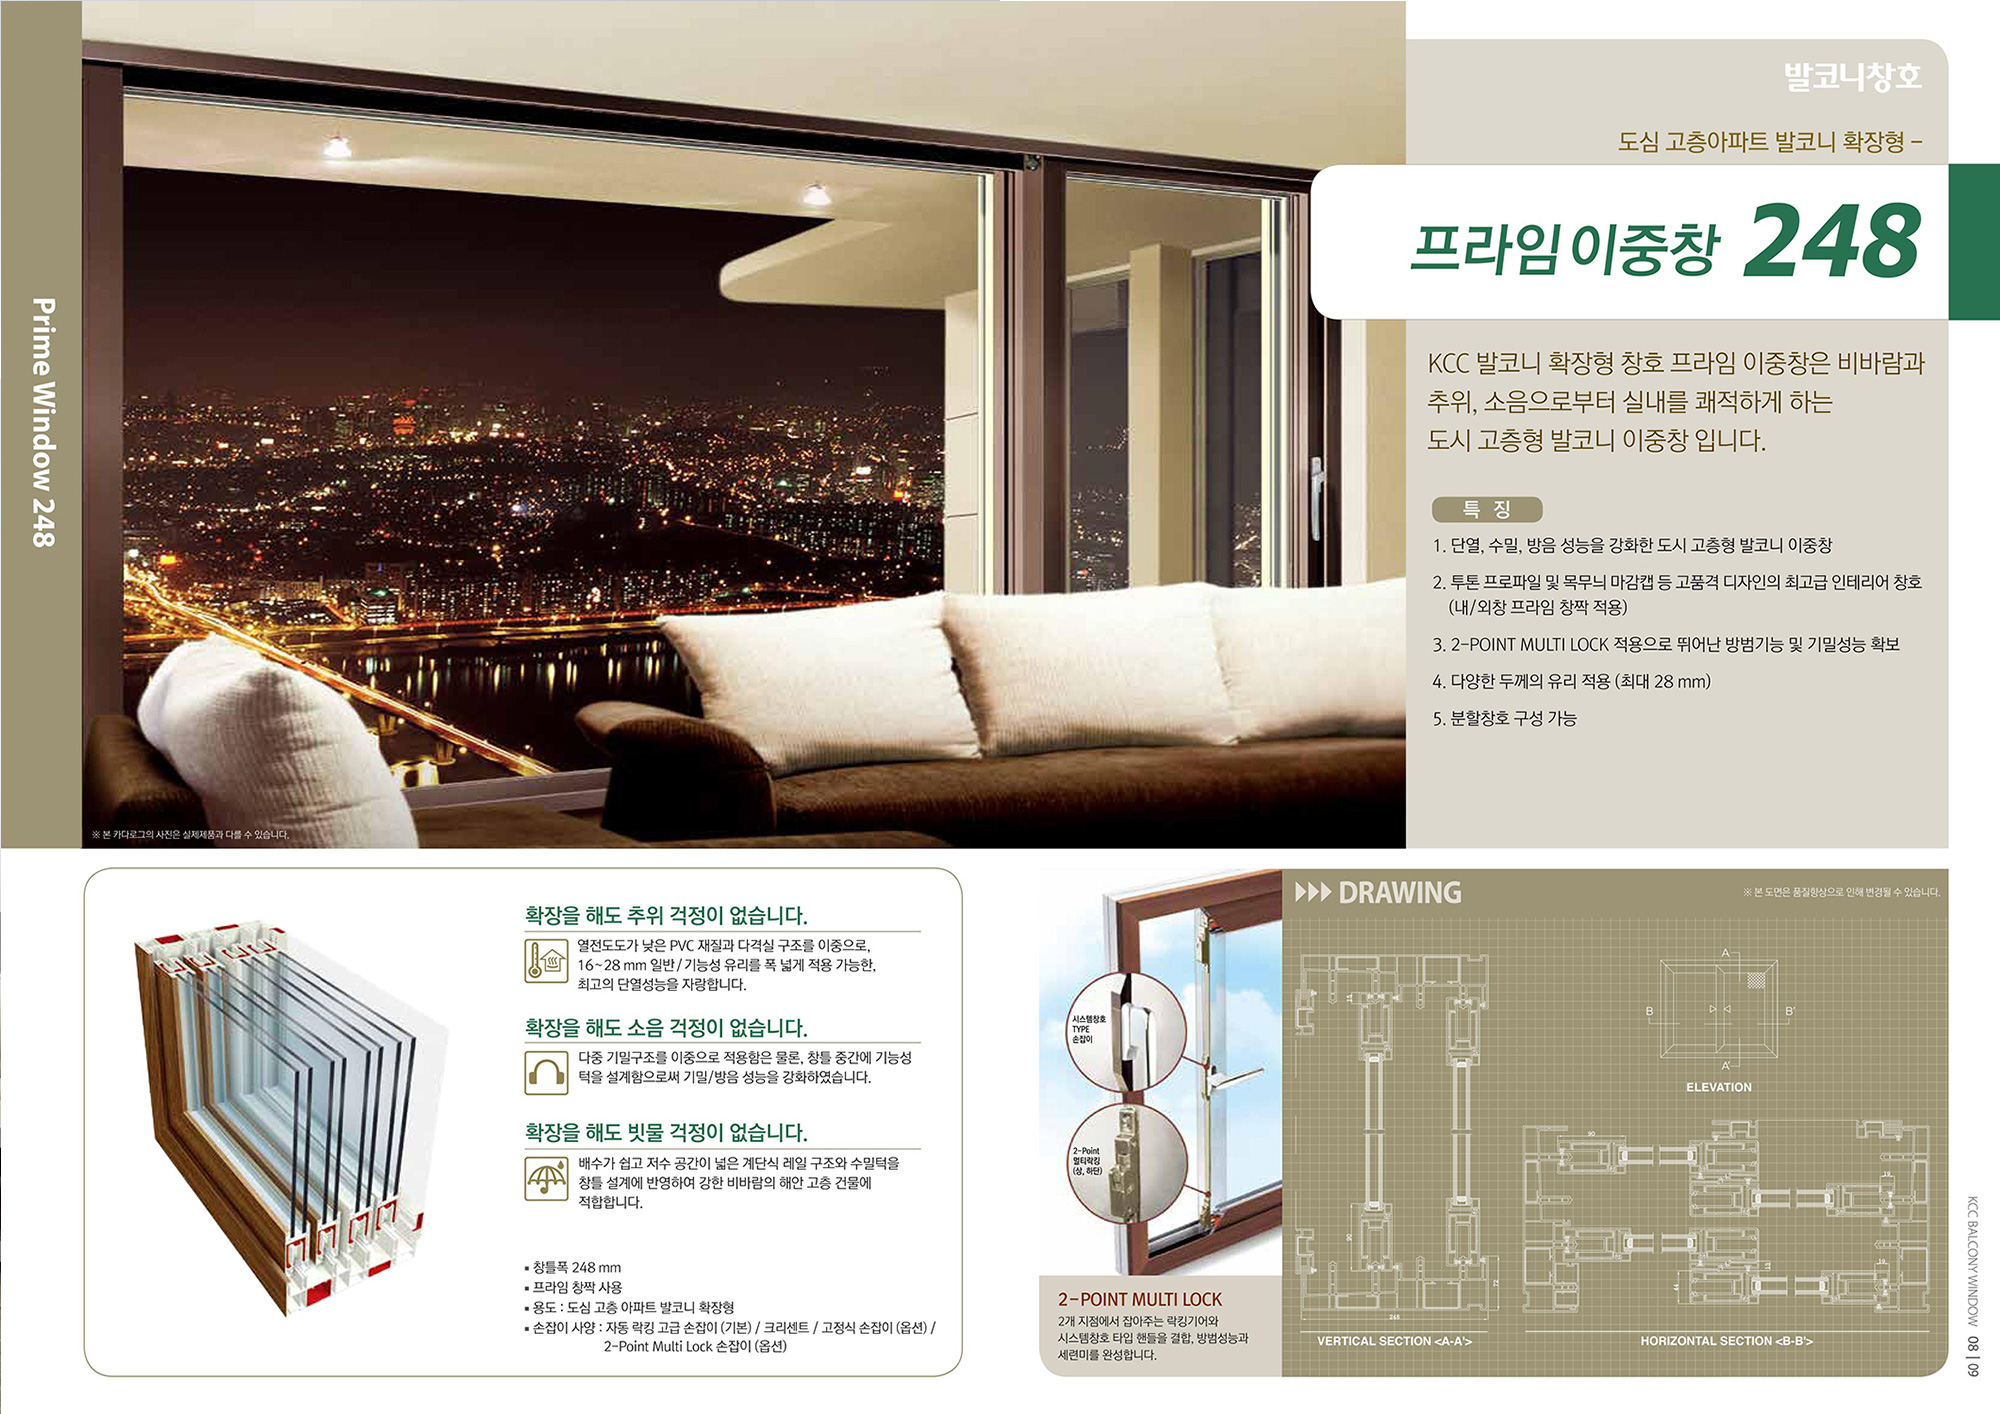 발코니창호
도심 고층아파트 발코니 확장형 -
프라임 이중창 248
Prime Window 248
KCC 발코니 확장형 창호 프라임 이중창은 비바람과
추위, 소음으로부터 실내를 쾌적하게 하는
도시 고층형 발코니 이중창 입니다.
특 징
1. 단열, 수밀, 방음 성능을 강화한 도시 고층형 발코니 이중창
2. 투톤 프로파일 및 목무늬 마감캡 등 고품격 디자인의 최고급 인테리어 창호
(내/외창 프라임 창짝 적용)
3. 2-POINT MULTI LOCK 적용으로 뛰어난 방범기능 및 기밀성능 확보
4. 다양한 두께의 유리 적용 (최대 28 mm)
5. 분할창호 구성 가능
※ 본 카다로그의 사진은 실제제품과 다를 수 있습니다.
확장을 해도 추위 걱정이 없습니다.
열전도도가 낮은 PVC 재질과 다격실 구조를 이중으로,
16~28 mm 일반 / 기능성 유리를 폭 넓게 적용 가능한,
최고의 단열성능을 자랑합니다.
확장을 해도 소음 걱정이 없습니다.
다중 기밀구조를 이중으로 적용함은 물론, 창틀 중간에 기능성
턱을 설계함으로써 기밀/방음 성능을 강화하였습니다.
확장을 해도 빗물 걱정이 없습니다.
배수가 쉽고 저수 공간이 넓은 계단식 레일 구조와 수밀턱을
창틀 설계에 반영하여 강한 비바람의 해안 고층 건물에
적합합니다.
▪ 창틀폭 248 mm
▪ 프라임 창짝 사용
▪ 용도 : 도심 고층 아파트 발코니 확장형
▪ 손잡이 사양 : 자동 락킹 고급 손잡이 (기본) / 크리센트 / 고정식 손잡이 (옵션) /
2-Point Multi Lock 손잡이 (옵션)
시스템창호
TYPE
손잡이
2-Point
멀티락킹
(상, 하단)
2-POINT MULTI LOCK
2개 지점에서 잡아주는 락킹기어와
시스템창호 타입 핸들을 결합, 방범성능과
세련미를 완성합니다.
DRAWING
※ 본 도면은 품질향상으로 인해 변경될 수 있습니다.
A
B
B'
A'
ELEVATION
90
72
248
VERTICAL SECTION <A-A'>
90
19
19
HORIZONTAL SECTION <B-B'>
KCC BALCONY WINDOW 08 | 09